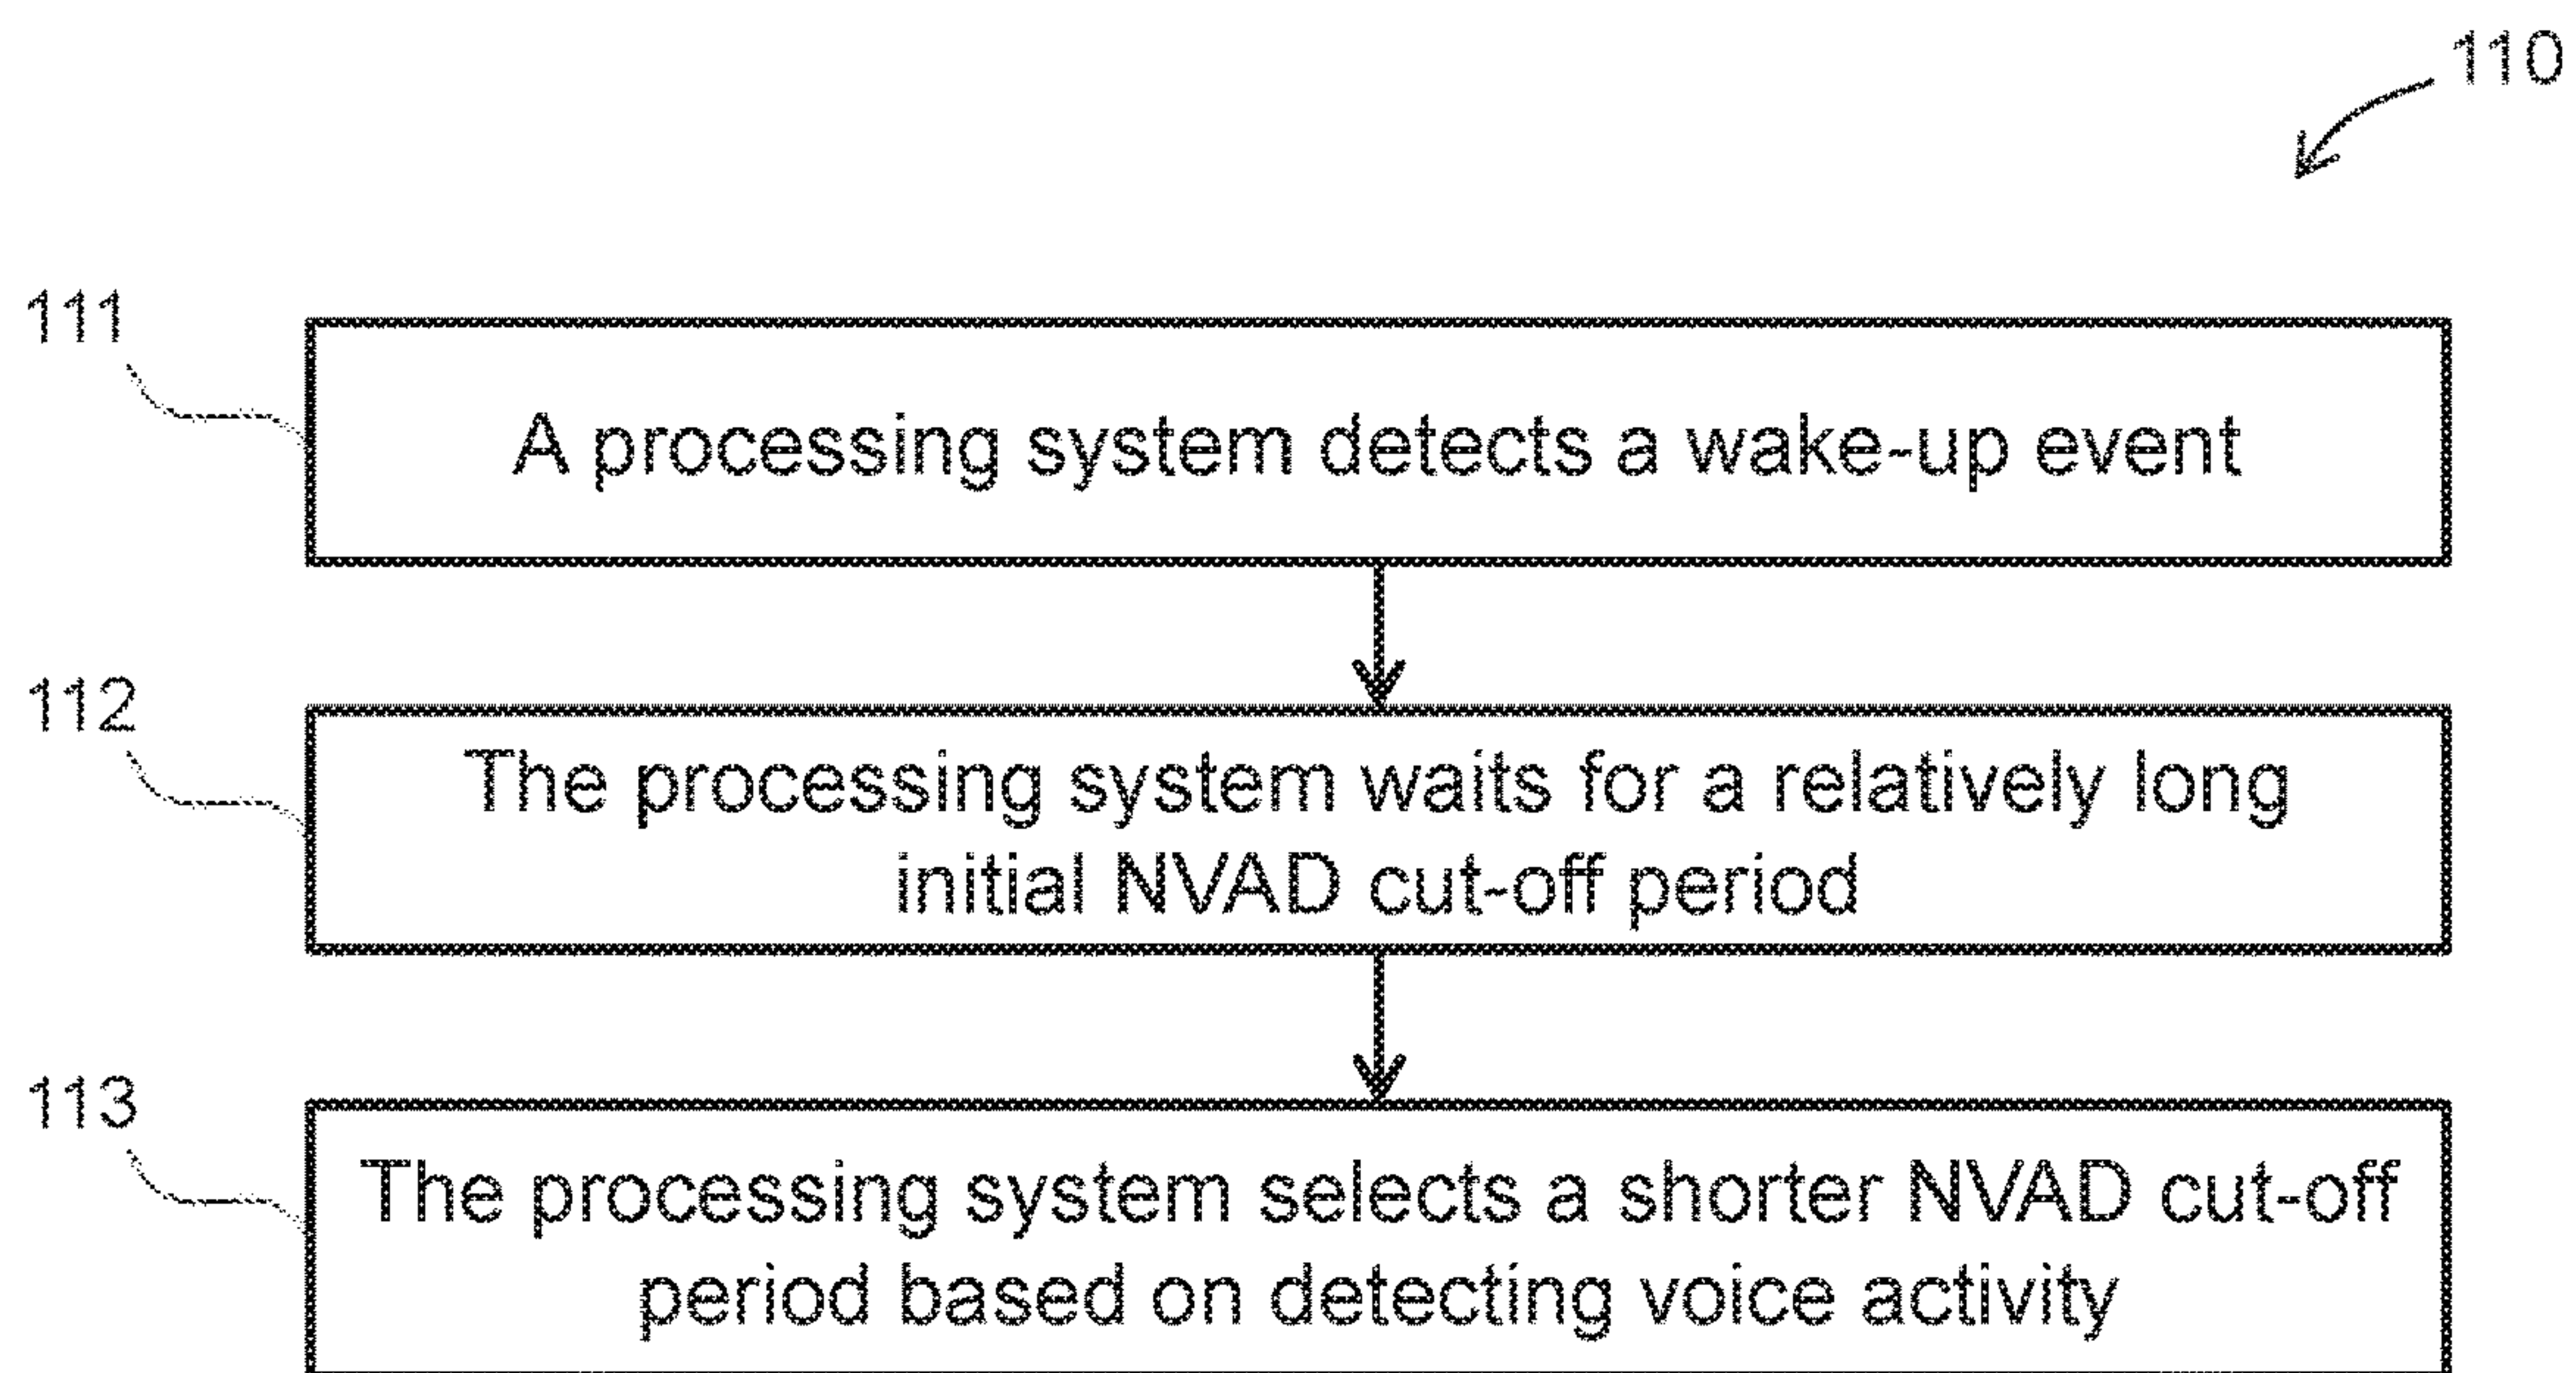 110
111
A processing system detects a wake-up event
112
The processing system waits for a relatively long
initial NVAD cut-off period
113
The processing system selects a shorter NVAD cut-off
period based on detecting voice activity